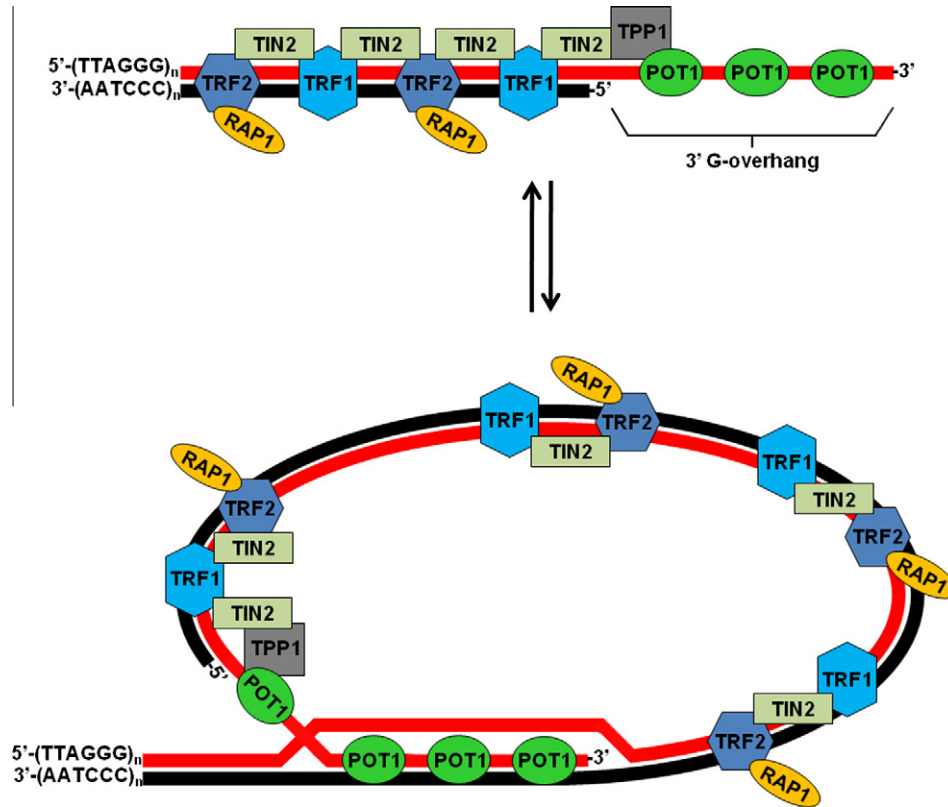 TPP1
TIN2 TIN2 TIN2 TIN2
5'-(TTAGGG)n TRF2 TRF1 TRF2 TRF1 POT1 POT1 POT1 -3'
3'-(AATCCC)n -5'
RAP1 RAP1
3' G-overhang
RAP1
TRF1 TRF2
TIN2
TRF1
RAP1
TIN2
TRF2
TRF2
TIN2
TRF1
RAP1
TIN2
TPP1
-5'
TRF1
POT1
TIN2
TRF2
5'-(TTAGGG)n
POT1 POT1 POT1 -3'
3'-(AATCCC)n
RAP1